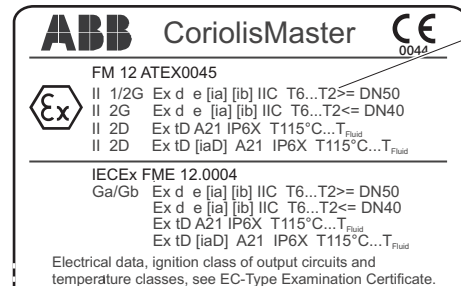 ABB CoriolisMaster CE
0044
FM 12 ATEX0045
Ex II 1/2G Ex d e [ia] [ib] IIC T6...T2>= DN50
II 2G Ex d e [ia] [ib] IIC T6...T2<= DN40
II 2D Ex tD A21 IP6X T115°C...TFluid
II 2D Ex tD [iaD] A21 IP6X T115°C...TFluid
IECEx FME 12.0004
Ga/Gb Ex d e [ia] [ib] IIC T6...T2>= DN50
Ex d e [ia] [ib] IIC T6...T2<= DN40
Ex tD A21 IP6X T115°C...TFluid
Ex tD [iaD] A21 IP6X T115°C...TFluid
Electrical data, ignition class of output circuits and
temperature classes, see EC-Type Examination Certificate.